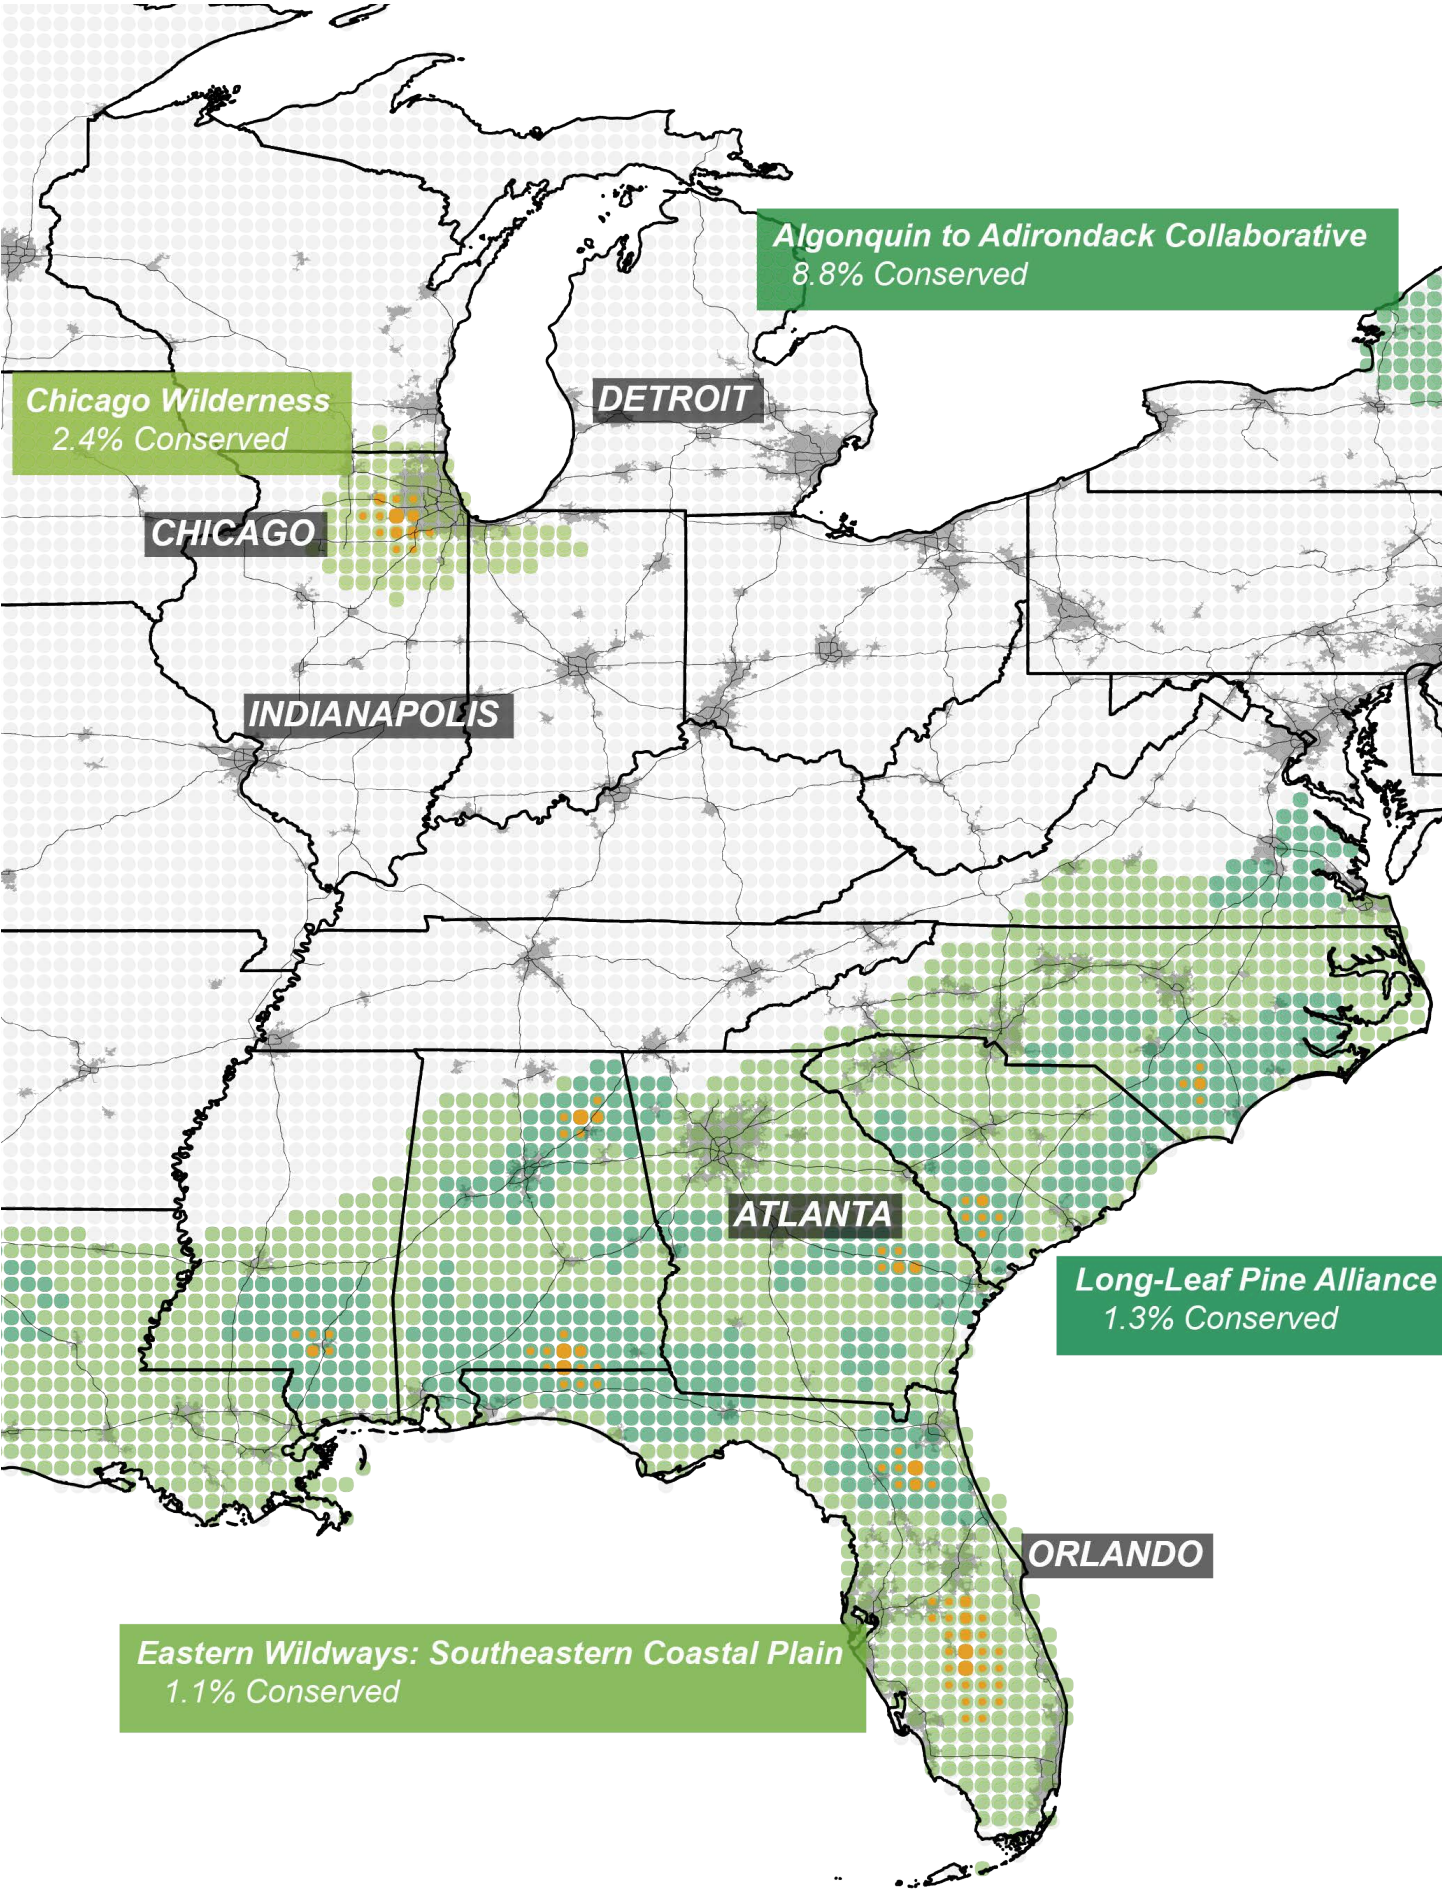 Algonquin to Adirondack Collaborative
8.8% Conserved
Chicago Wilderness
2.4% Conserved
DETROIT
CHICAGO
INDIANAPOLIS
ATLANTA
Long-Leaf Pine Alliance
1.3% Conserved
ORLANDO
Eastern Wildways: Southeastern Coastal Plain
1.1% Conserved